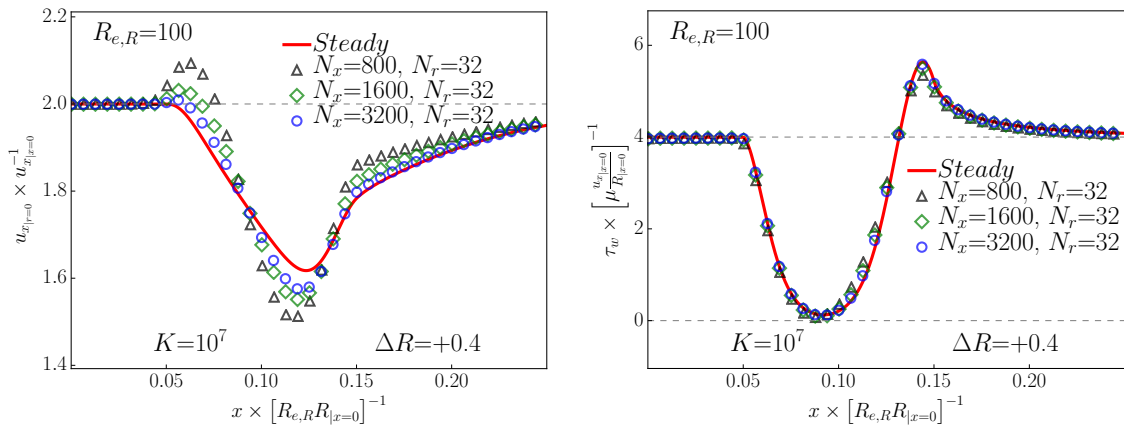 R_{e,R}=100
Steady
N_x=800, N_r=32
N_x=1600, N_r=32
N_x=3200, N_r=32
K=10^7
ΔR=+0.4
2.2
2.0
1.8
1.6
1.4
0.05
0.10
0.15
0.20
u_{x|r=0} × u_{x|x=0}^{-1}
x × [R_{e,R} R_{|x=0}]^{-1}
R_{e,R}=100
Steady
N_x=800, N_r=32
N_x=1600, N_r=32
N_x=3200, N_r=32
K=10^7
ΔR=+0.4
6
4
2
0
0.05
0.10
0.15
0.20
τ_w × [μ \frac{u_{x|x=0}}{R_{|x=0}}]^{-1}
x × [R_{e,R} R_{|x=0}]^{-1}